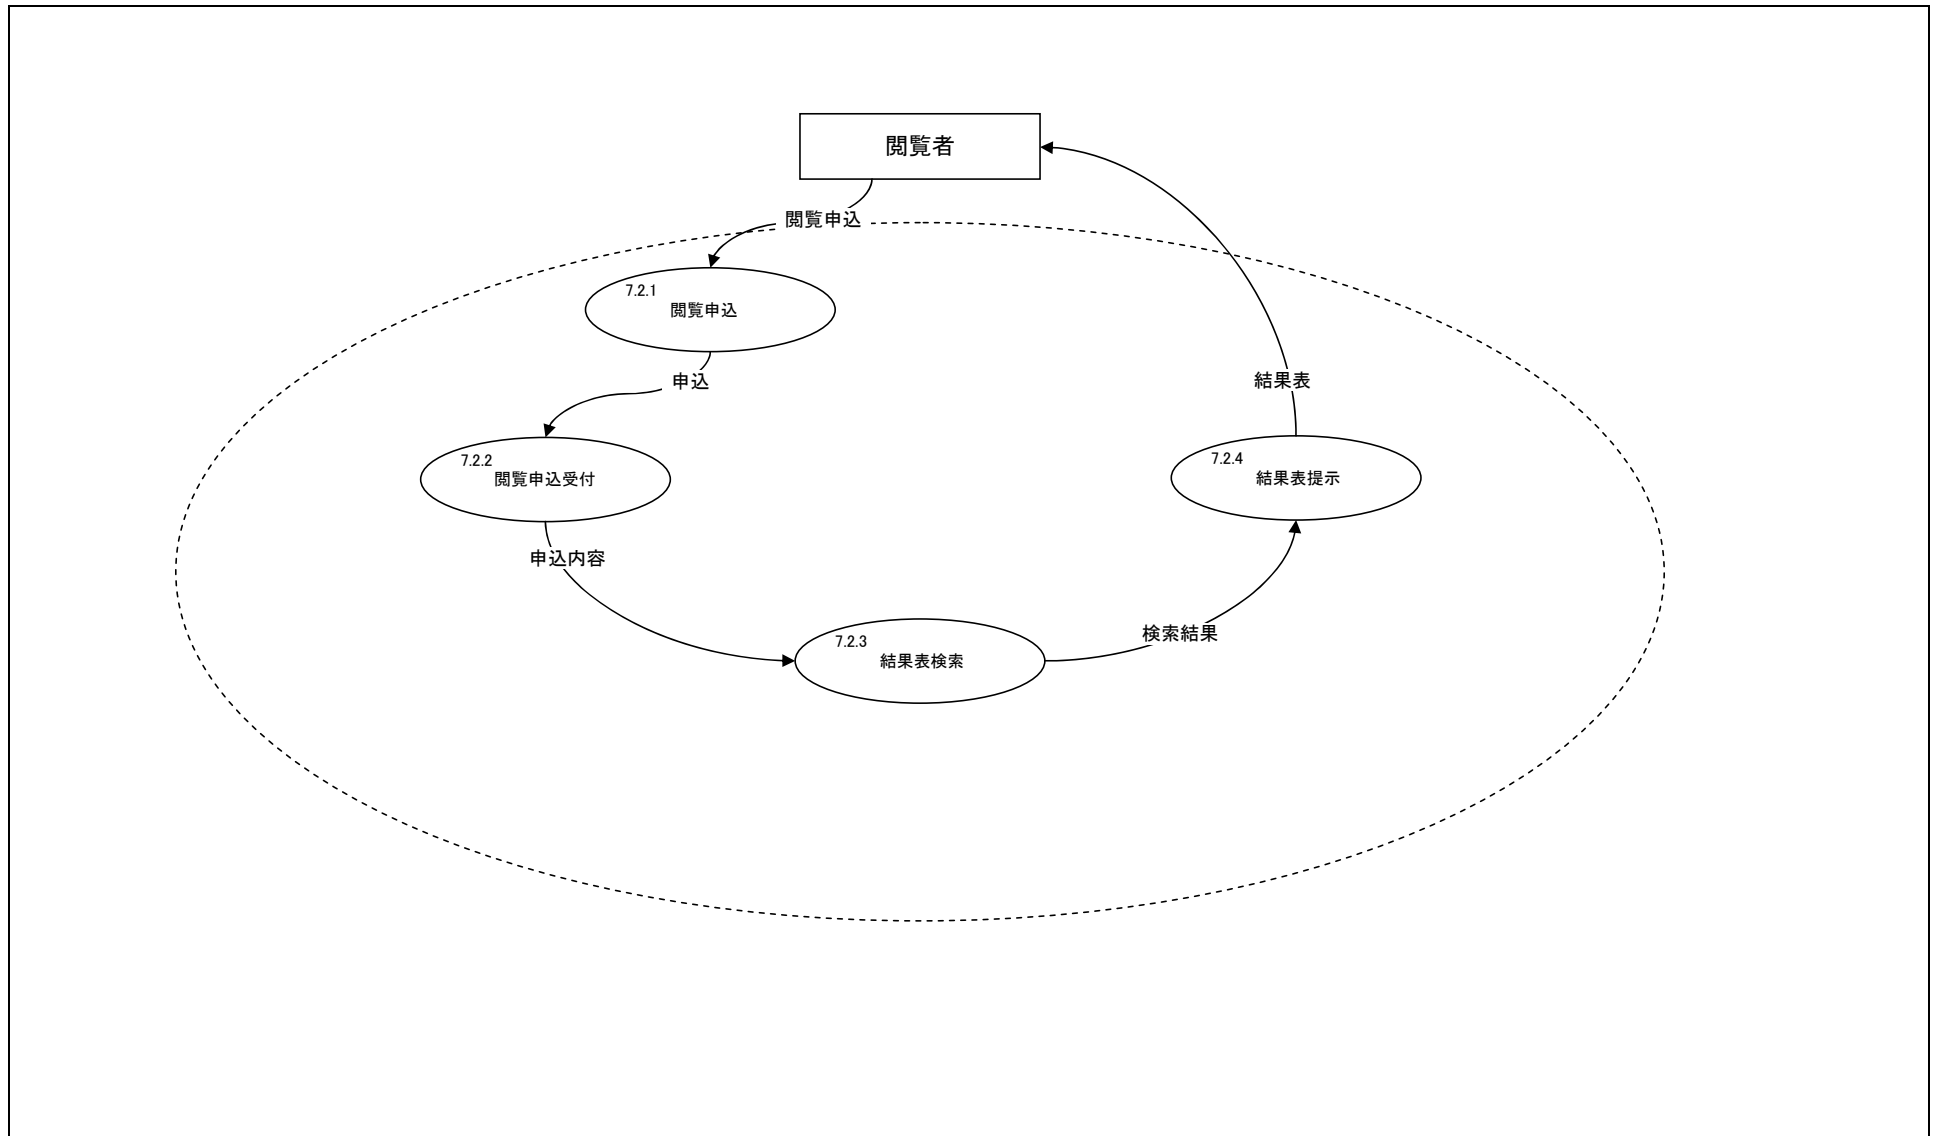 閲覧者
閲覧申込
7.2.1
閲覧申込
申込
結果表
7.2.2
閲覧申込受付
7.2.4
結果表提示
申込内容
検索結果
7.2.3
結果表検索